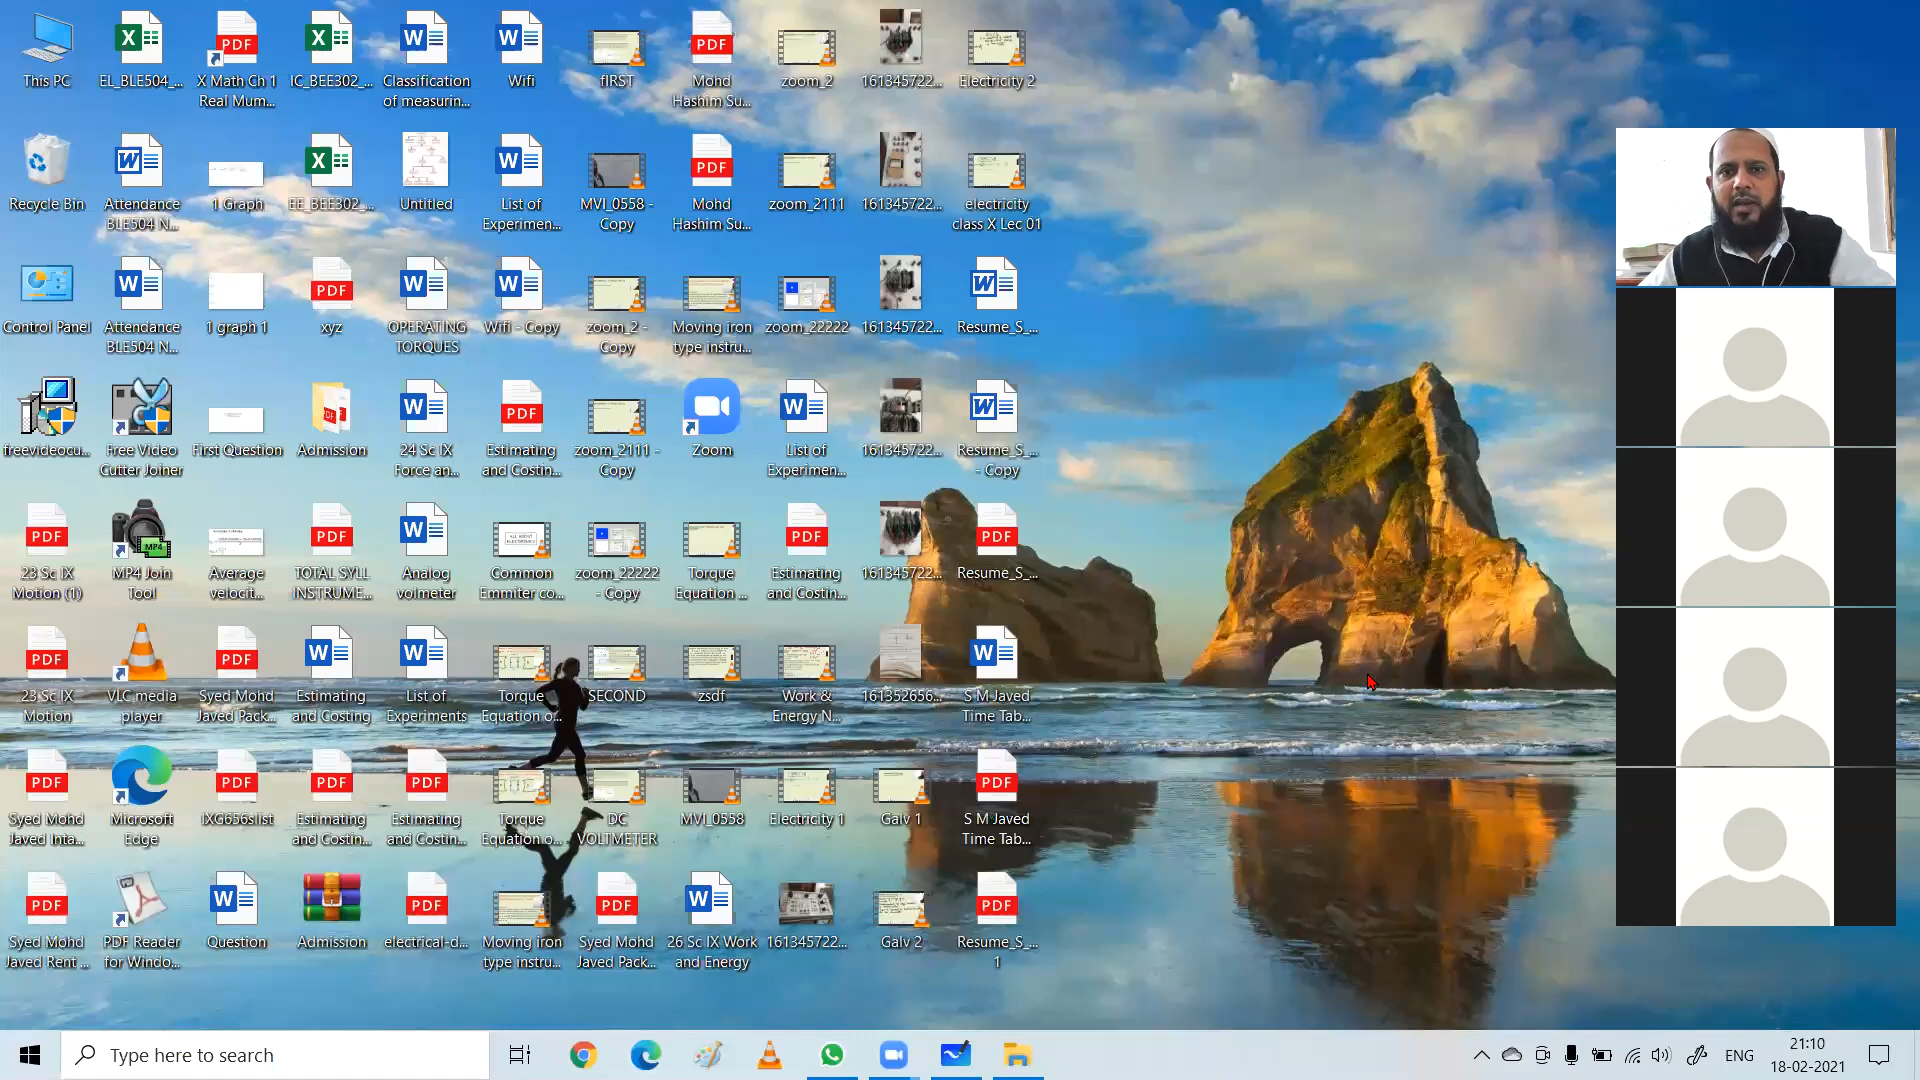 This PC
EL_BLE504_...
X Math Ch 1
Real Mum...
IC_BEE302_...
Classification
of measurin...
Wifi
fIRST
Mohd
Hashim Su...
zoom_2
161345722...
Electricity 2
Recycle Bin
Attendance
BLE504 N...
1 Graph
EE_BEE302_...
Untitled
List of
Experimen...
MVI_0558 -
Copy
Mohd
Hashim Su...
zoom_2111
161345722...
electricity
class X Lec 01
Control Panel
Attendance
BLE504 N...
1 graph 1
xyz
OPERATING
TORQUES
Wifi - Copy
zoom_2 -
Copy
Moving iron
type instru...
zoom_22222
161345722...
Resume_S_...
freevideocu...
Free Video
Cutter Joiner
First Question
Admission
24 Sc IX
Force an...
Estimating
and Costin...
zoom_2111 -
Copy
Zoom
List of
Experimen...
161345722...
Resume_S_...
- Copy
23 Sc IX
Motion (1)
MP4 Join
Tool
Average
velocit...
TOTAL SYLL
INSTRUME...
Analog
volmeter
Common
Emmiter co...
zoom_22222
- Copy
Torque
Equation ...
Estimating
and Costin...
161345722...
Resume_S_...
23 Sc IX
Motion
VLC media
player
Syed Mohd
Javed Pack...
Estimating
and Costing
List of
Experiments
Torque
Equation o...
SECOND
zsdf
Work &
Energy N...
161352656...
S M Javed
Time Tab...
Syed Mohd
Javed Inta...
Microsoft
Edge
IXG656slist
Estimating
and Costin...
Estimating
and Costin...
Torque
Equation o...
DC
VOLTMETER
MVI_0558
Electricity 1
Galv 1
S M Javed
Time Tab...
Syed Mohd
Javed Rent ...
PDF Reader
for Windo...
Question
Admission
electrical-d...
Moving iron
type instru...
Syed Mohd
Javed Pack...
26 Sc IX Work
and Energy
161345722...
Galv 2
Resume_S_...
1
Type here to search
ENG
21:10
18-02-2021